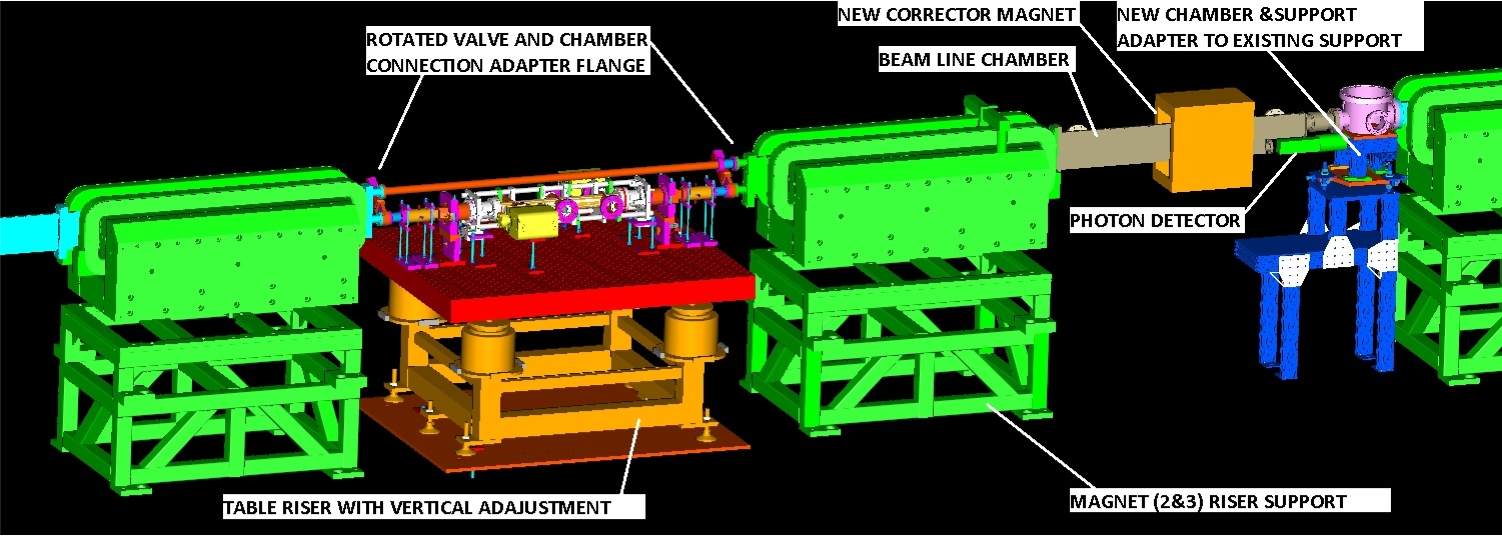 NEW CORRECTOR MAGNET
NEW CHAMBER &SUPPORT
ADAPTER TO EXISTING SUPPORT
ROTATED VALVE AND CHAMBER
CONNECTION ADAPTER FLANGE
BEAM LINE CHAMBER
PHOTON DETECTOR
TABLE RISER WITH VERTICAL ADAJUSTMENT
MAGNET (2&3) RISER SUPPORT